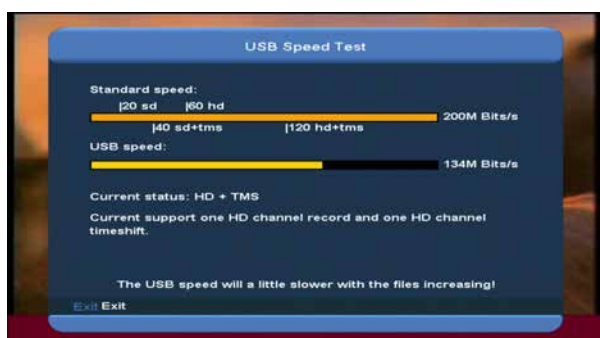 USB Speed Test
Standard speed:
|20 sd |60 hd
200M Bits/s
|40 sd+tms |120 hd+tms
USB speed:
134M Bits/s
Current status: HD + TMS
Current support one HD channel record and one HD channel
timeshift.
The USB speed will a little slower with the files increasing!
Exit Exit